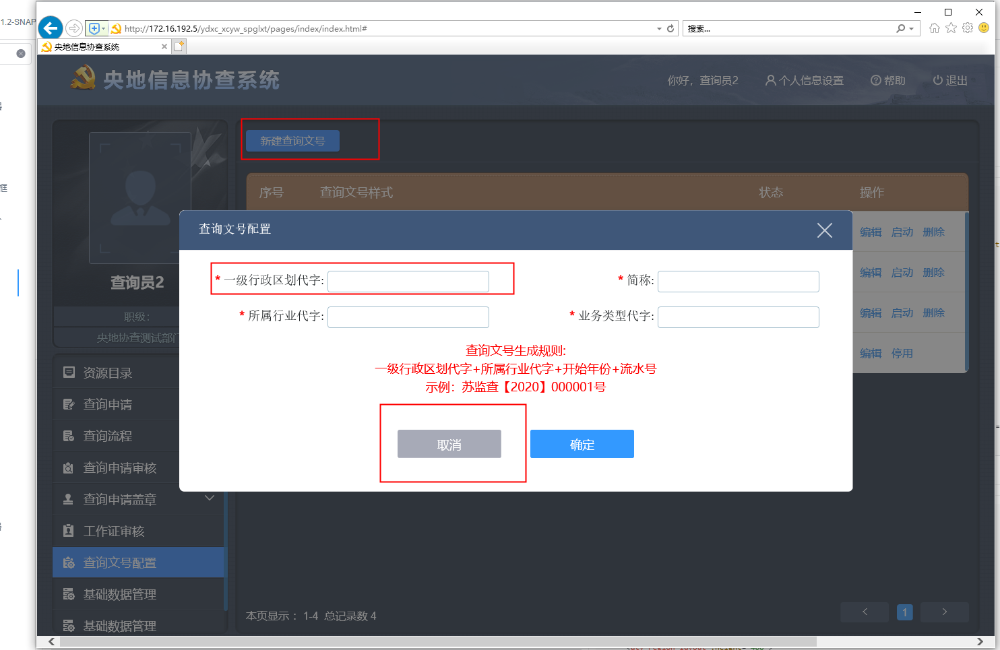 1.2-SNAP
http://172.16.192.5/ydxc_xcyw_spglxt/pages/index/index.html#
搜索...
央地信息协查系统
央地信息协查系统
你好，查询员2
个人信息设置
帮助
退出
框
新建查询文号
序号 查询文号样式 状态 操作
编辑 启动 删除
编辑 启动 删除
编辑 启动 删除
编辑 停用
查询员2
职级：
央地协查测试部门
资源目录
查询申请
查询流程
查询申请审核
查询申请盖章
工作证审核
查询文号配置
基础数据管理
基础数据管理
查询文号配置
* 一级行政区划代字:
* 简称:
* 所属行业代字:
* 业务类型代字:
查询文号生成规则:
一级行政区划代字+所属行业代字+开始年份+流水号
示例：苏监查【2020】000001号
取消
确定
本页显示： 1-4 总记录数 4
1